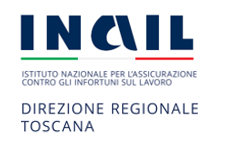 INAIL
ISTITUTO NAZIONALE PER L'ASSICURAZIONE
CONTRO GLI INFORTUNI SUL LAVORO
DIREZIONE REGIONALE
TOSCANA